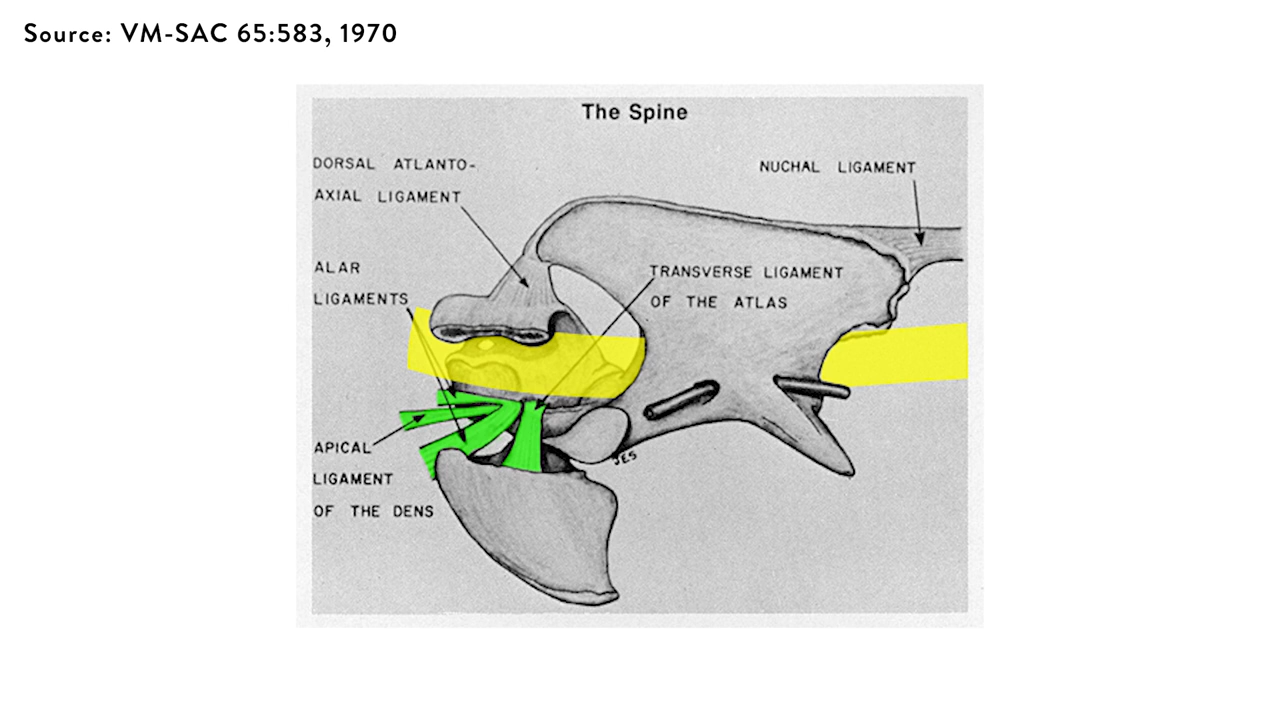 Source: VM-SAC 65:583, 1970
The Spine
DORSAL ATLANTO-
AXIAL LIGAMENT
NUCHAL LIGAMENT
ALAR
LIGAMENTS
TRANSVERSE LIGAMENT
OF THE ATLAS
APICAL
LIGAMENT
OF THE DENS
JES